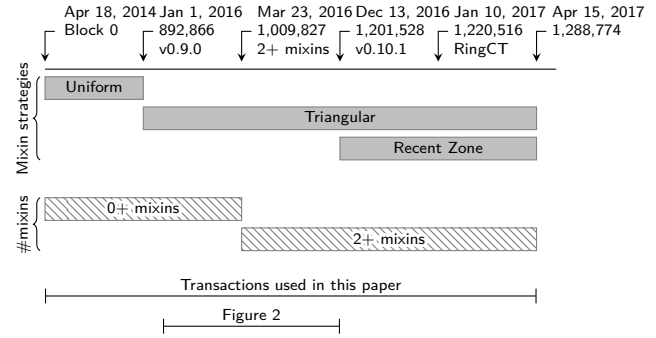 Apr 18, 2014 Jan 1, 2016 Mar 23, 2016 Dec 13, 2016 Jan 10, 2017 Apr 15, 2017
Block 0 892,866 1,009,827 1,201,528 1,220,516 1,288,774
v0.9.0 2+ mixins v0.10.1 RingCT
Mixin strategies
Uniform
Triangular
Recent Zone
#mixins
0+ mixins
2+ mixins
Transactions used in this paper
Figure 2